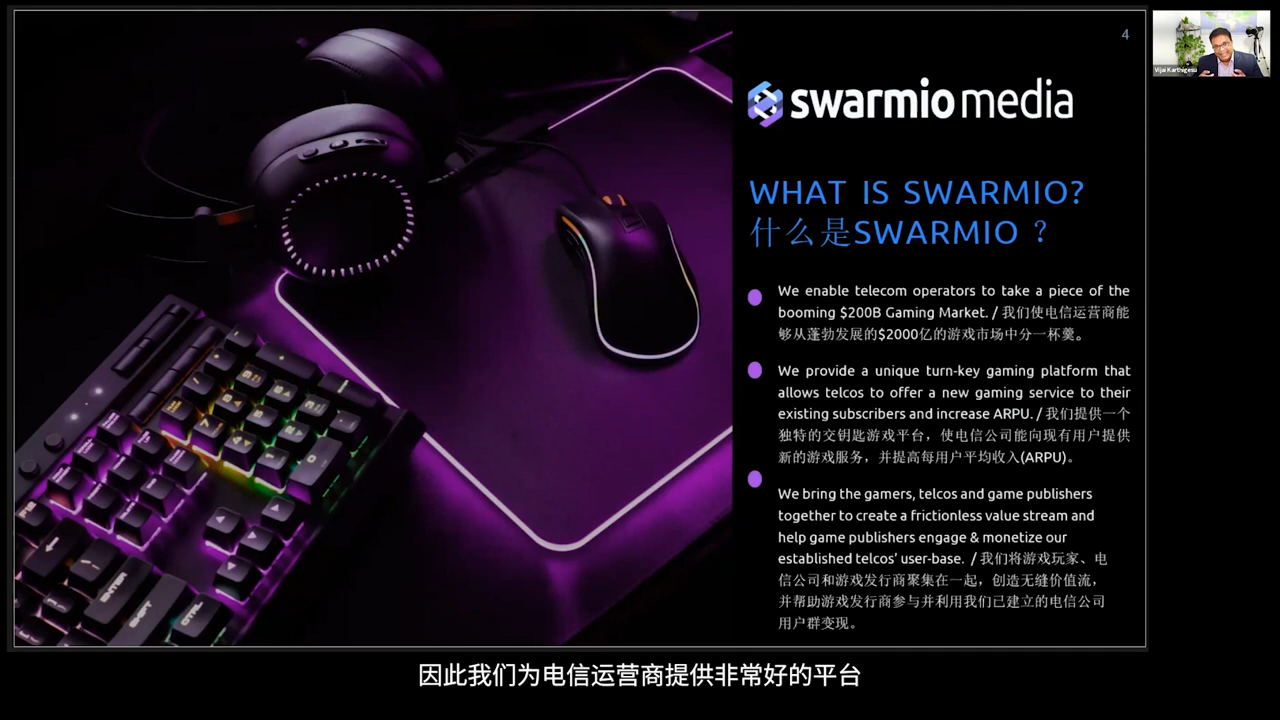 4
Vijai Karthigesu
swarmio media
WHAT IS SWARMIO?
什么是SWARMIO ？
We enable telecom operators to take a piece of the
booming $200B Gaming Market. / 我们使电信运营商能
够从蓬勃发展的$2000亿的游戏市场中分一杯羹。
We provide a unique turn-key gaming platform that
allows telcos to offer a new gaming service to their
existing subscribers and increase ARPU. / 我们提供一个
独特的交钥匙游戏平台，使电信公司能向现有用户提供
新的游戏服务，并提高每用户平均收入(ARPU)。
We bring the gamers, telcos and game publishers
together to create a frictionless value stream and
help game publishers engage & monetize our
established telcos’ user-base. / 我们将游戏玩家、电
信公司和游戏发行商聚集在一起，创造无缝价值流，
并帮助游戏发行商参与并利用我们已建立的电信公司
用户群变现。
ENTER
SHIFT
CTRL
因此我们为电信运营商提供非常好的平台